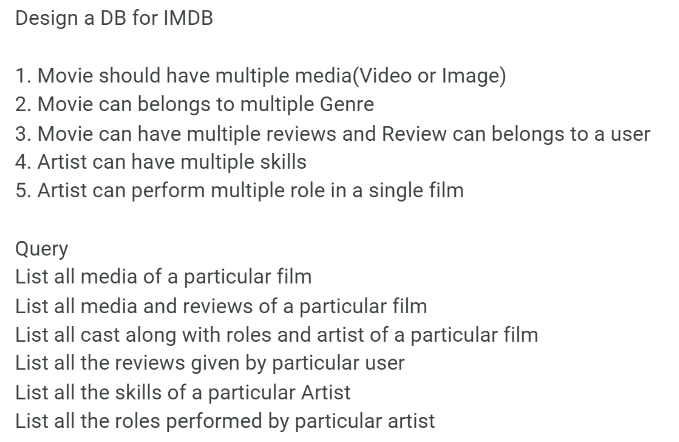 Design a DB for IMDB
1. Movie should have multiple media(Video or Image)
2. Movie can belongs to multiple Genre
3. Movie can have multiple reviews and Review can belongs to a user
4. Artist can have multiple skills
5. Artist can perform multiple role in a single film
Query
List all media of a particular film
List all media and reviews of a particular film
List all cast along with roles and artist of a particular film
List all the reviews given by particular user
List all the skills of a particular Artist
List all the roles performed by particular artist